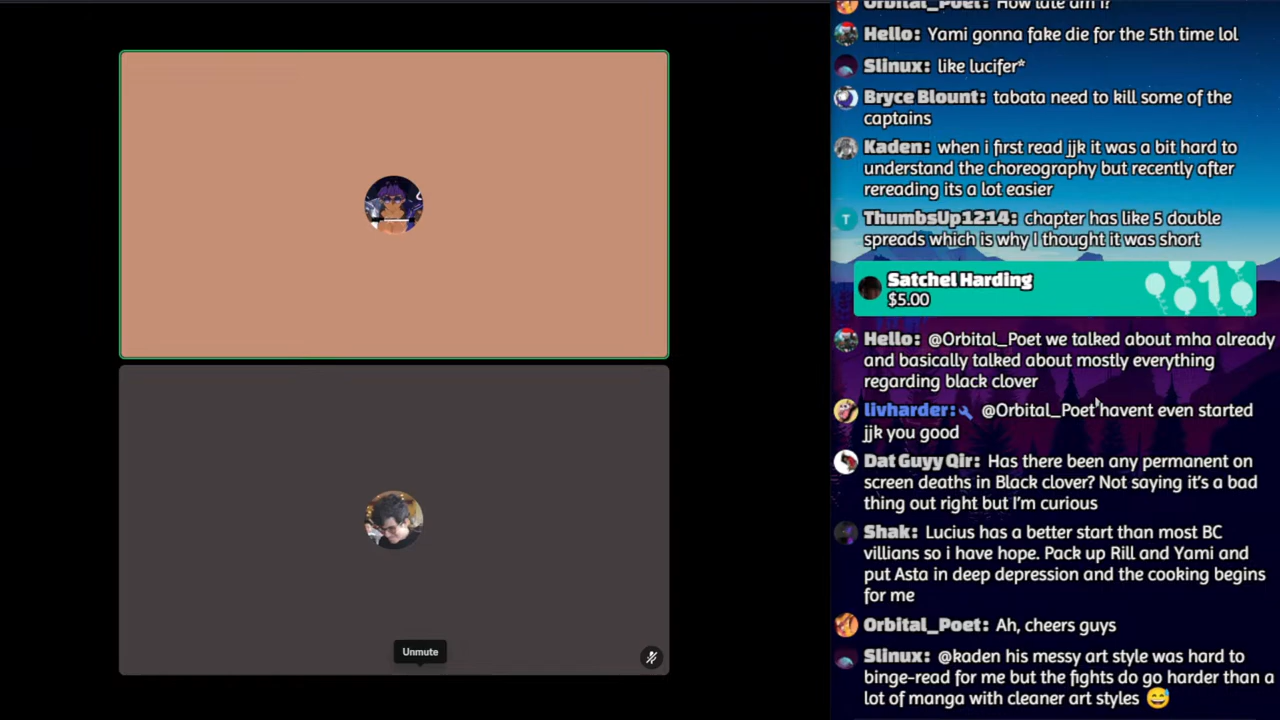 Orbital_Poet: How late am i?
Hello: Yami gonna fake die for the 5th time lol
Slinux: like lucifer*
Bryce Blount: tabata need to kill some of the
captains
Kaden: when i first read jjk it was a bit hard to
understand the choreography but recently after
rereading its a lot easier
T
ThumbsUp1214: chapter has like 5 double
spreads which is why I thought it was short
Satchel Harding
$5.00
1
Hello: @Orbital_Poet we talked about mha already
and basically talked about mostly everything
regarding black clover
livharder: @Orbital_Poet havent even started
jjk you good
Dat Guyy Qir: Has there been any permanent on
screen deaths in Black clover? Not saying it's a bad
thing out right but I'm curious
Shak: Lucius has a better start than most BC
villians so i have hope. Pack up Rill and Yami and
put Asta in deep depression and the cooking begins
for me
Orbital_Poet: Ah, cheers guys
Slinux: @kaden his messy art style was hard to
binge-read for me but the fights do go harder than a
lot of manga with cleaner art styles 😅
Unmute